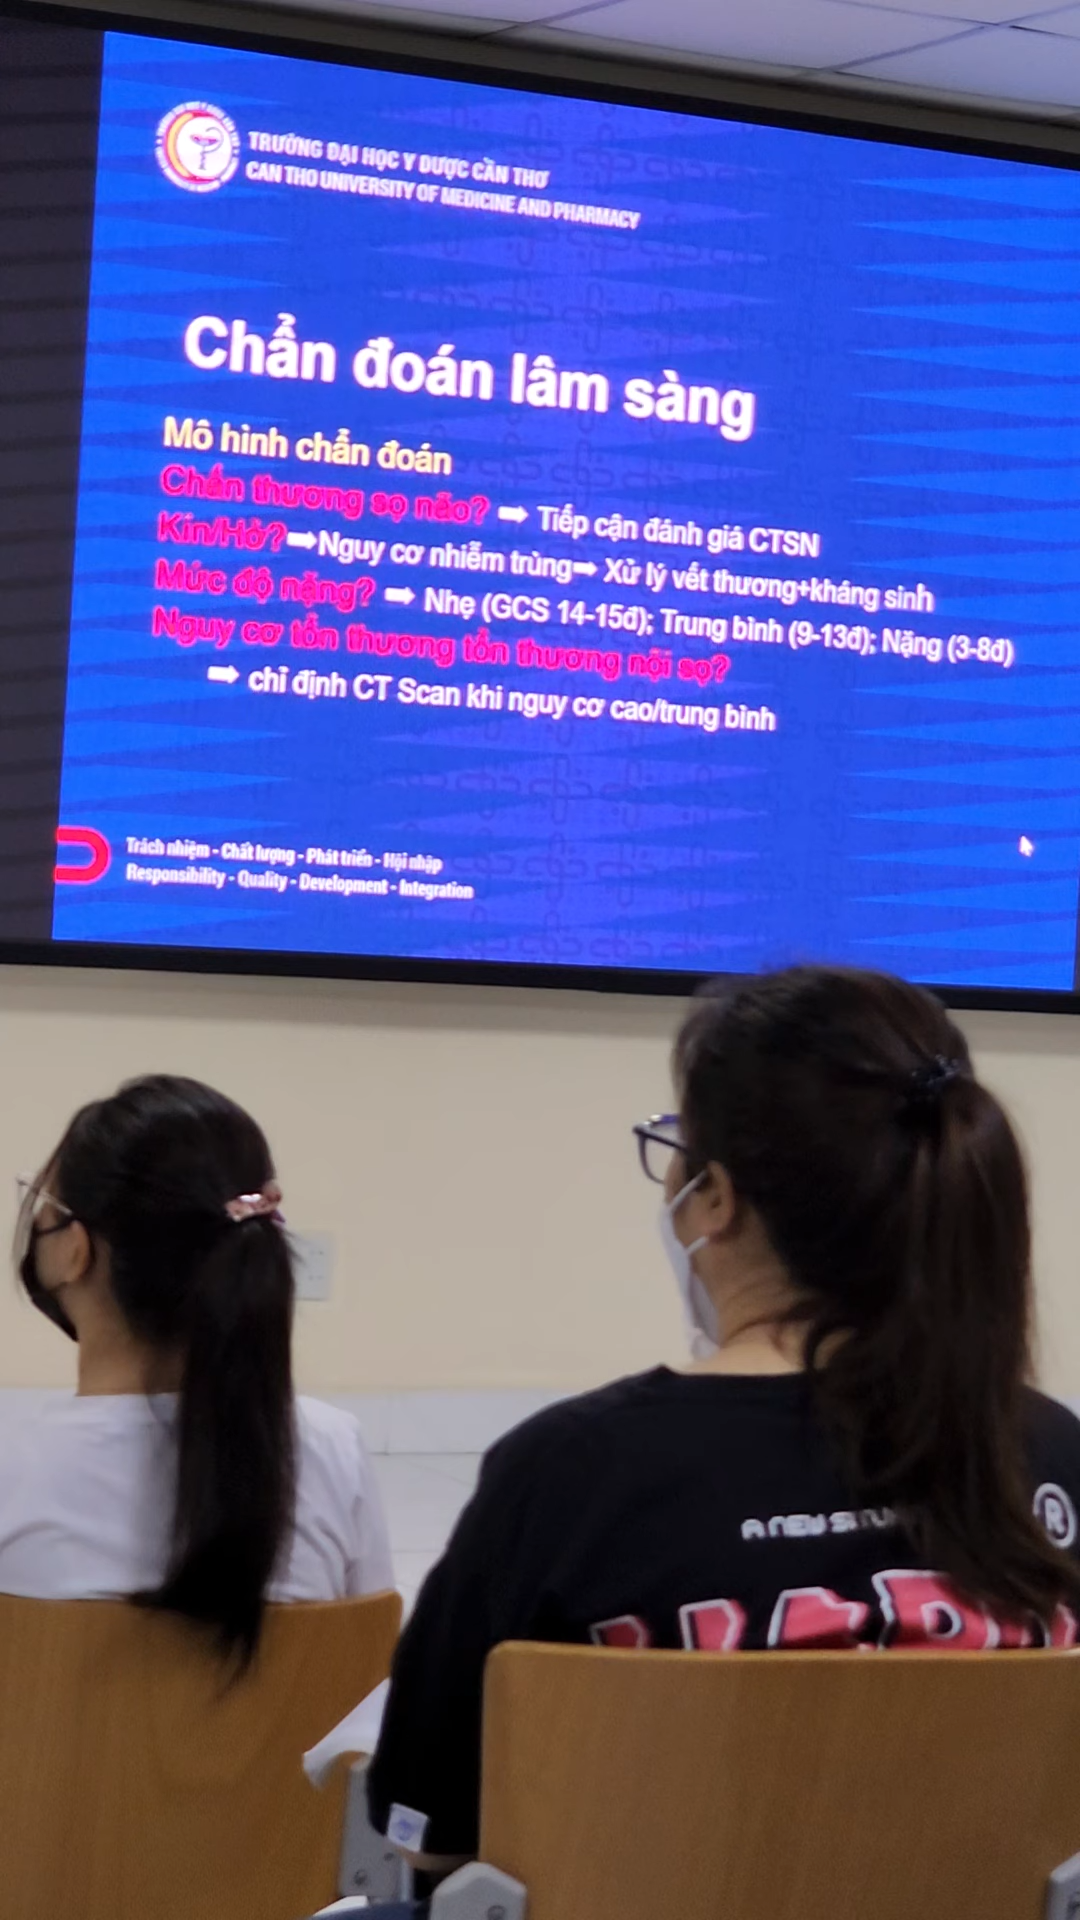 TRƯỜNG ĐẠI HỌC Y DƯỢC CẦN THƠ
CAN THO UNIVERSITY OF MEDICINE AND PHARMACY
Chẩn đoán lâm sàng
Mô hình chẩn đoán
Chấn thương sọ não? ➡ Tiếp cận đánh giá CTSN
Kín/Hở?➡Nguy cơ nhiễm trùng➡ Xử lý vết thương+kháng sinh
Mức độ nặng? ➡ Nhẹ (GCS 14-15đ); Trung bình (9-13đ); Nặng (3-8đ)
Nguy cơ tổn thương tổn thương nội sọ?
➡ chỉ định CT Scan khi nguy cơ cao/trung bình
Trách nhiệm - Chất lượng - Phát triển - Hội nhập
Responsibility - Quality - Development - Integration
A NEW
®